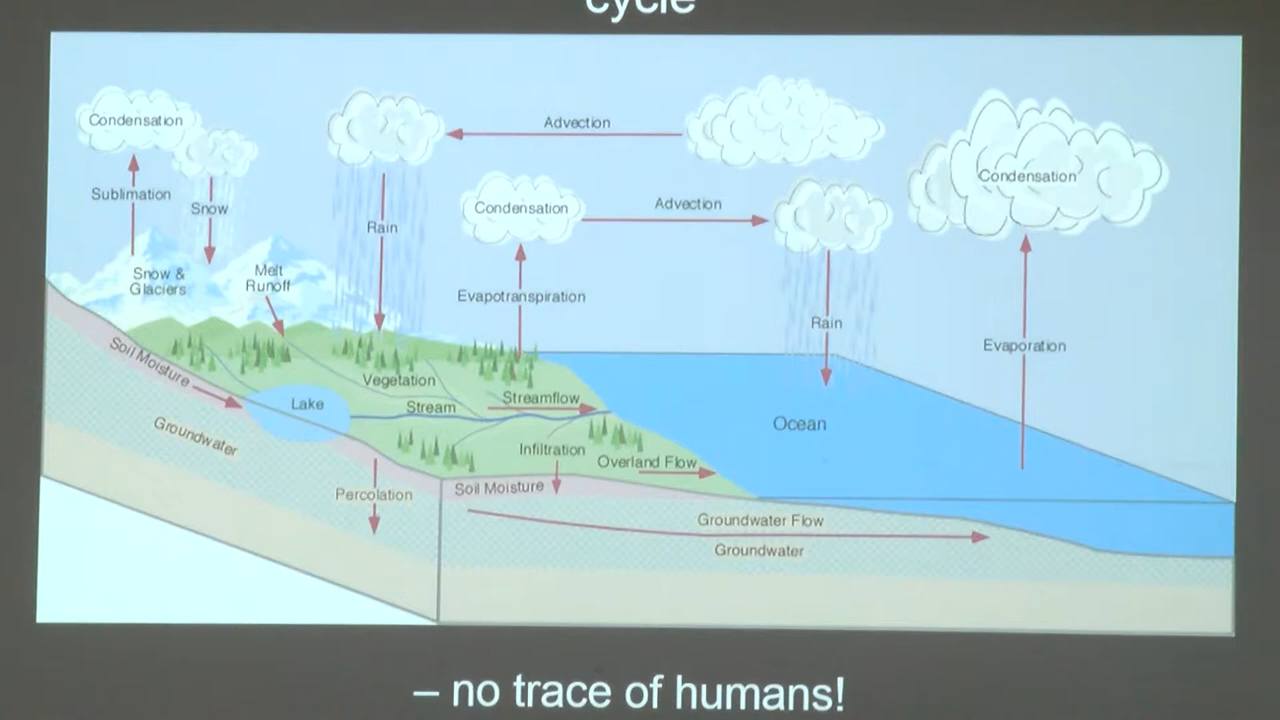 cycle
Condensation
Sublimation
Snow
Snow &
Glaciers
Melt
Runoff
Rain
Advection
Condensation
Advection
Evapotranspiration
Rain
Condensation
Evaporation
Soil Moisture
Lake
Vegetation
Stream
Streamflow
Ocean
Groundwater
Infiltration
Overland Flow
Percolation
Soil Moisture
Groundwater Flow
Groundwater
– no trace of humans!